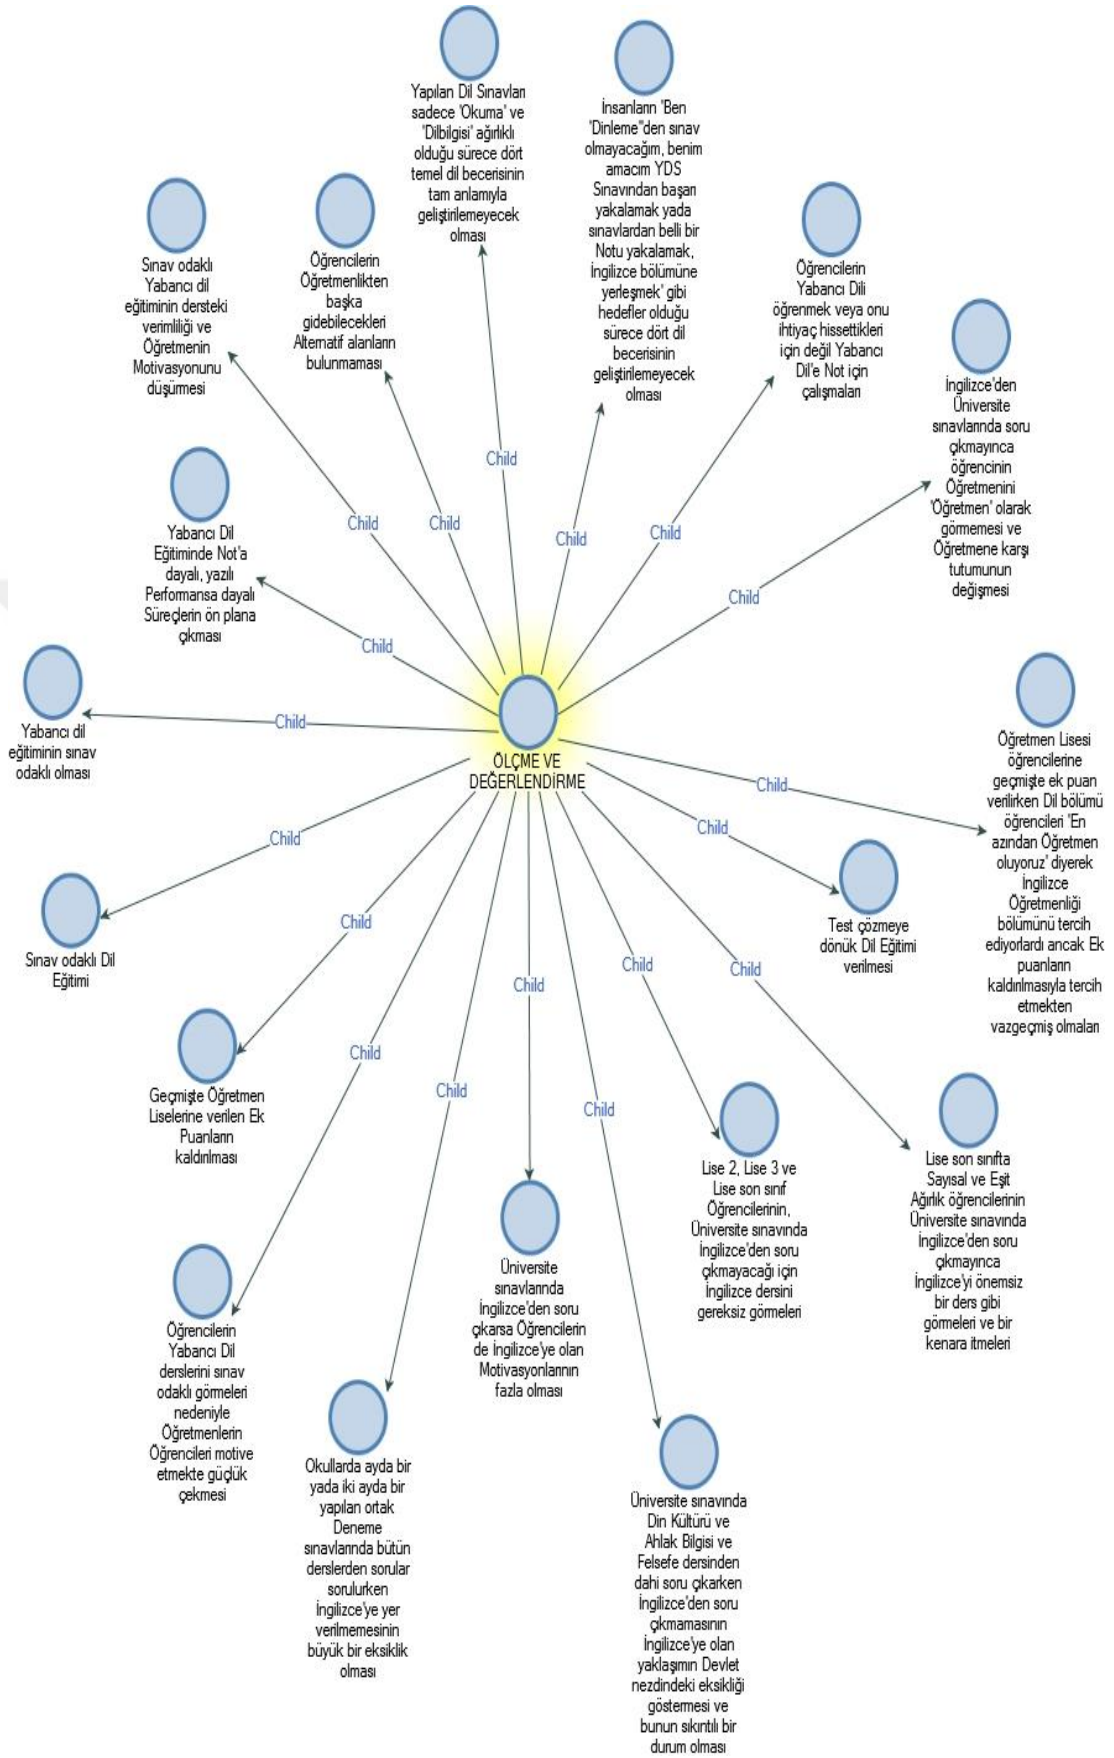 Yapılan Dil Sınavları
sadece 'Okuma' ve
'Dilbilgisi' ağırlıklı
olduğu sürece dört
temel dil becerisinin
tam anlamıyla
geliştirilemeyecek
olması
İnsanların 'Ben
'Dinleme''den sınav
olmayacağım, benim
amacım YDS
Sınavından başarı
yakalamak yada
sınavlardan belli bir
Notu yakalamak,
İngilizce bölümüne
yerleşmek' gibi
hedefler olduğu
sürece dört dil
becerisinin
geliştirilemeyecek
olması
Sınav odaklı
Yabancı dil
eğitiminin dersteki
verimliliği ve
Öğretmenin
Motivasyonunu
düşürmesi
Öğrencilerin
Öğretmenlikten
başka
gidebilecekleri
Alternatif alanların
bulunmaması
Öğrencilerin
Yabancı Dili
öğrenmek veya onu
ihtiyaç hissettikleri
için değil Yabancı
Dil'e Not için
çalışmaları
İngilizce'den
Üniversite
sınavlarında soru
çıkmayınca
öğrencinin
Öğretmenini
'Öğretmen' olarak
görmemesi ve
Öğretmene karşı
tutumunun
değişmesi
Yabancı Dil
Eğitiminde Not'a
dayalı, yazılı
Performansa dayalı
Süreçlerin ön plana
çıkması
Child
Child
Child
Child
Child
Child
Child
Yabancı dil
eğitiminin sınav
odaklı olması
Child
ÖLÇME VE
DEĞERLENDİRME
Child
Öğretmen Lisesi
öğrencilerine
geçmişte ek puan
verilirken Dil bölümü
öğrencileri 'En
azından Öğretmen
oluyoruz' diyerek
İngilizce
Öğretmenliği
bölümünü tercih
ediyorlardı ancak Ek
puanların
kaldırılmasıyla tercih
etmekten
vazgeçmiş olmaları
Child
Child
Test çözmeye
dönük Dil Eğitimi
verilmesi
Sınav odaklı Dil
Eğitimi
Child
Child
Child
Child
Child
Child
Child
Geçmişte Öğretmen
Liselerine verilen Ek
Puanların
kaldırılması
Child
Lise 2, Lise 3 ve
Lise son sınıf
Öğrencilerinin,
Üniversite sınavında
İngilizce'den soru
çıkmayacağı için
İngilizce dersini
gereksiz görmeleri
Lise son sınıfta
Sayısal ve Eşit
Ağırlık öğrencilerinin
Üniversite sınavında
İngilizce'den soru
çıkmayınca
İngilizce'yi önemsiz
bir ders gibi
görmeleri ve bir
kenara itmeleri
Üniversite
sınavlarında
İngilizce'den soru
çıkarsa Öğrencilerin
de İngilizce'ye olan
Motivasyonlarının
fazla olması
Öğrencilerin
Yabancı Dil
derslerini sınav
odaklı görmeleri
nedeniyle
Öğretmenlerin
Öğrencileri motive
etmekte güçlük
çekmesi
Okullarda ayda bir
yada iki ayda bir
yapılan ortak
Deneme
sınavlarında bütün
derslerden sorular
sorulurken
İngilizce'ye yer
verilmemesinin
büyük bir eksiklik
olması
Üniversite sınavında
Din Kültürü ve
Ahlak Bilgisi ve
Felsefe dersinden
dahi soru çıkarken
İngilizce'den soru
çıkmamasının
İngilizce'ye olan
yaklaşımın Devlet
nezdindeki eksikliği
göstermesi ve
bunun sıkıntılı bir
durum olması